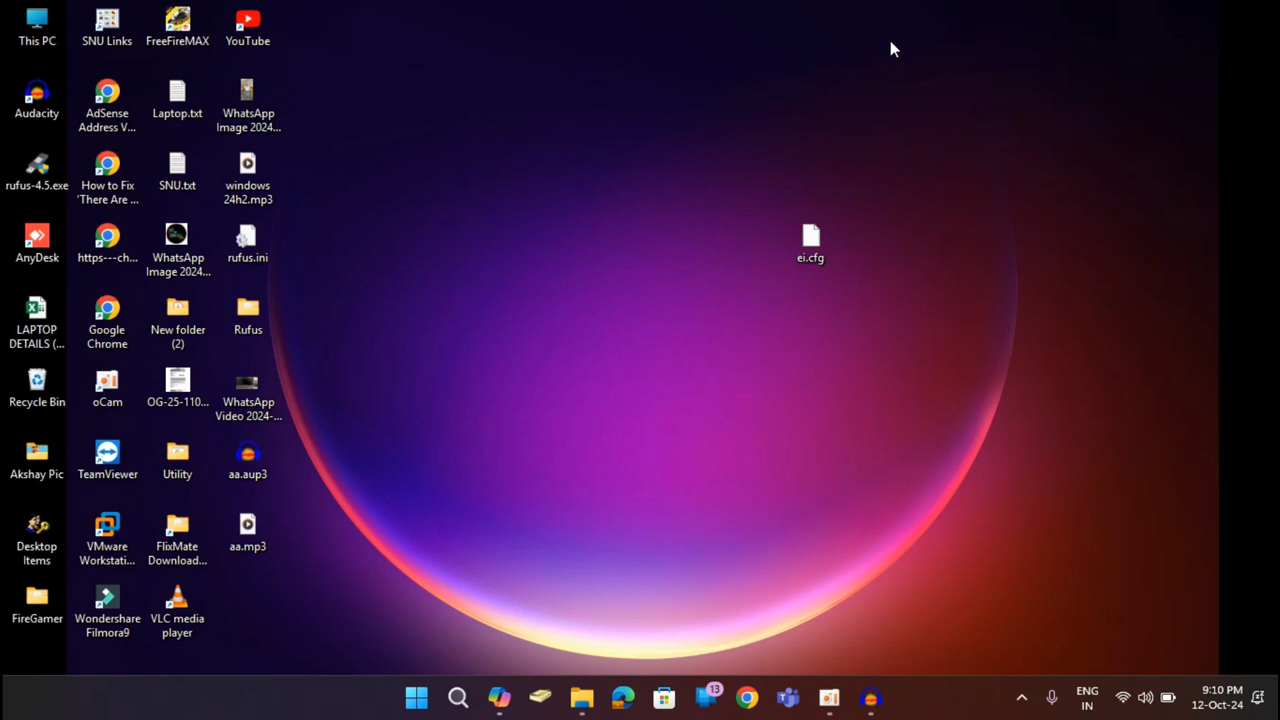 This PC
SNU Links
FreeFireMAX
YouTube
Audacity
AdSense
Address V...
Laptop.txt
WhatsApp
Image 2024...
rufus-4.5.exe
How to Fix
'There Are ...
SNU.txt
windows
24h2.mp3
AnyDesk
https---ch...
WhatsApp
Image 2024...
rufus.ini
ei.cfg
LAPTOP
DETAILS (...
Google
Chrome
New folder
(2)
Rufus
Recycle Bin
oCam
OG-25-110...
WhatsApp
Video 2024-...
Akshay Pic
TeamViewer
Utility
aa.aup3
Desktop
Items
VMware
Workstati...
FlixMate
Download...
aa.mp3
FireGamer
Wondershare
Filmora9
VLC media
player
13
ENG
IN
9:10 PM
12-Oct-24